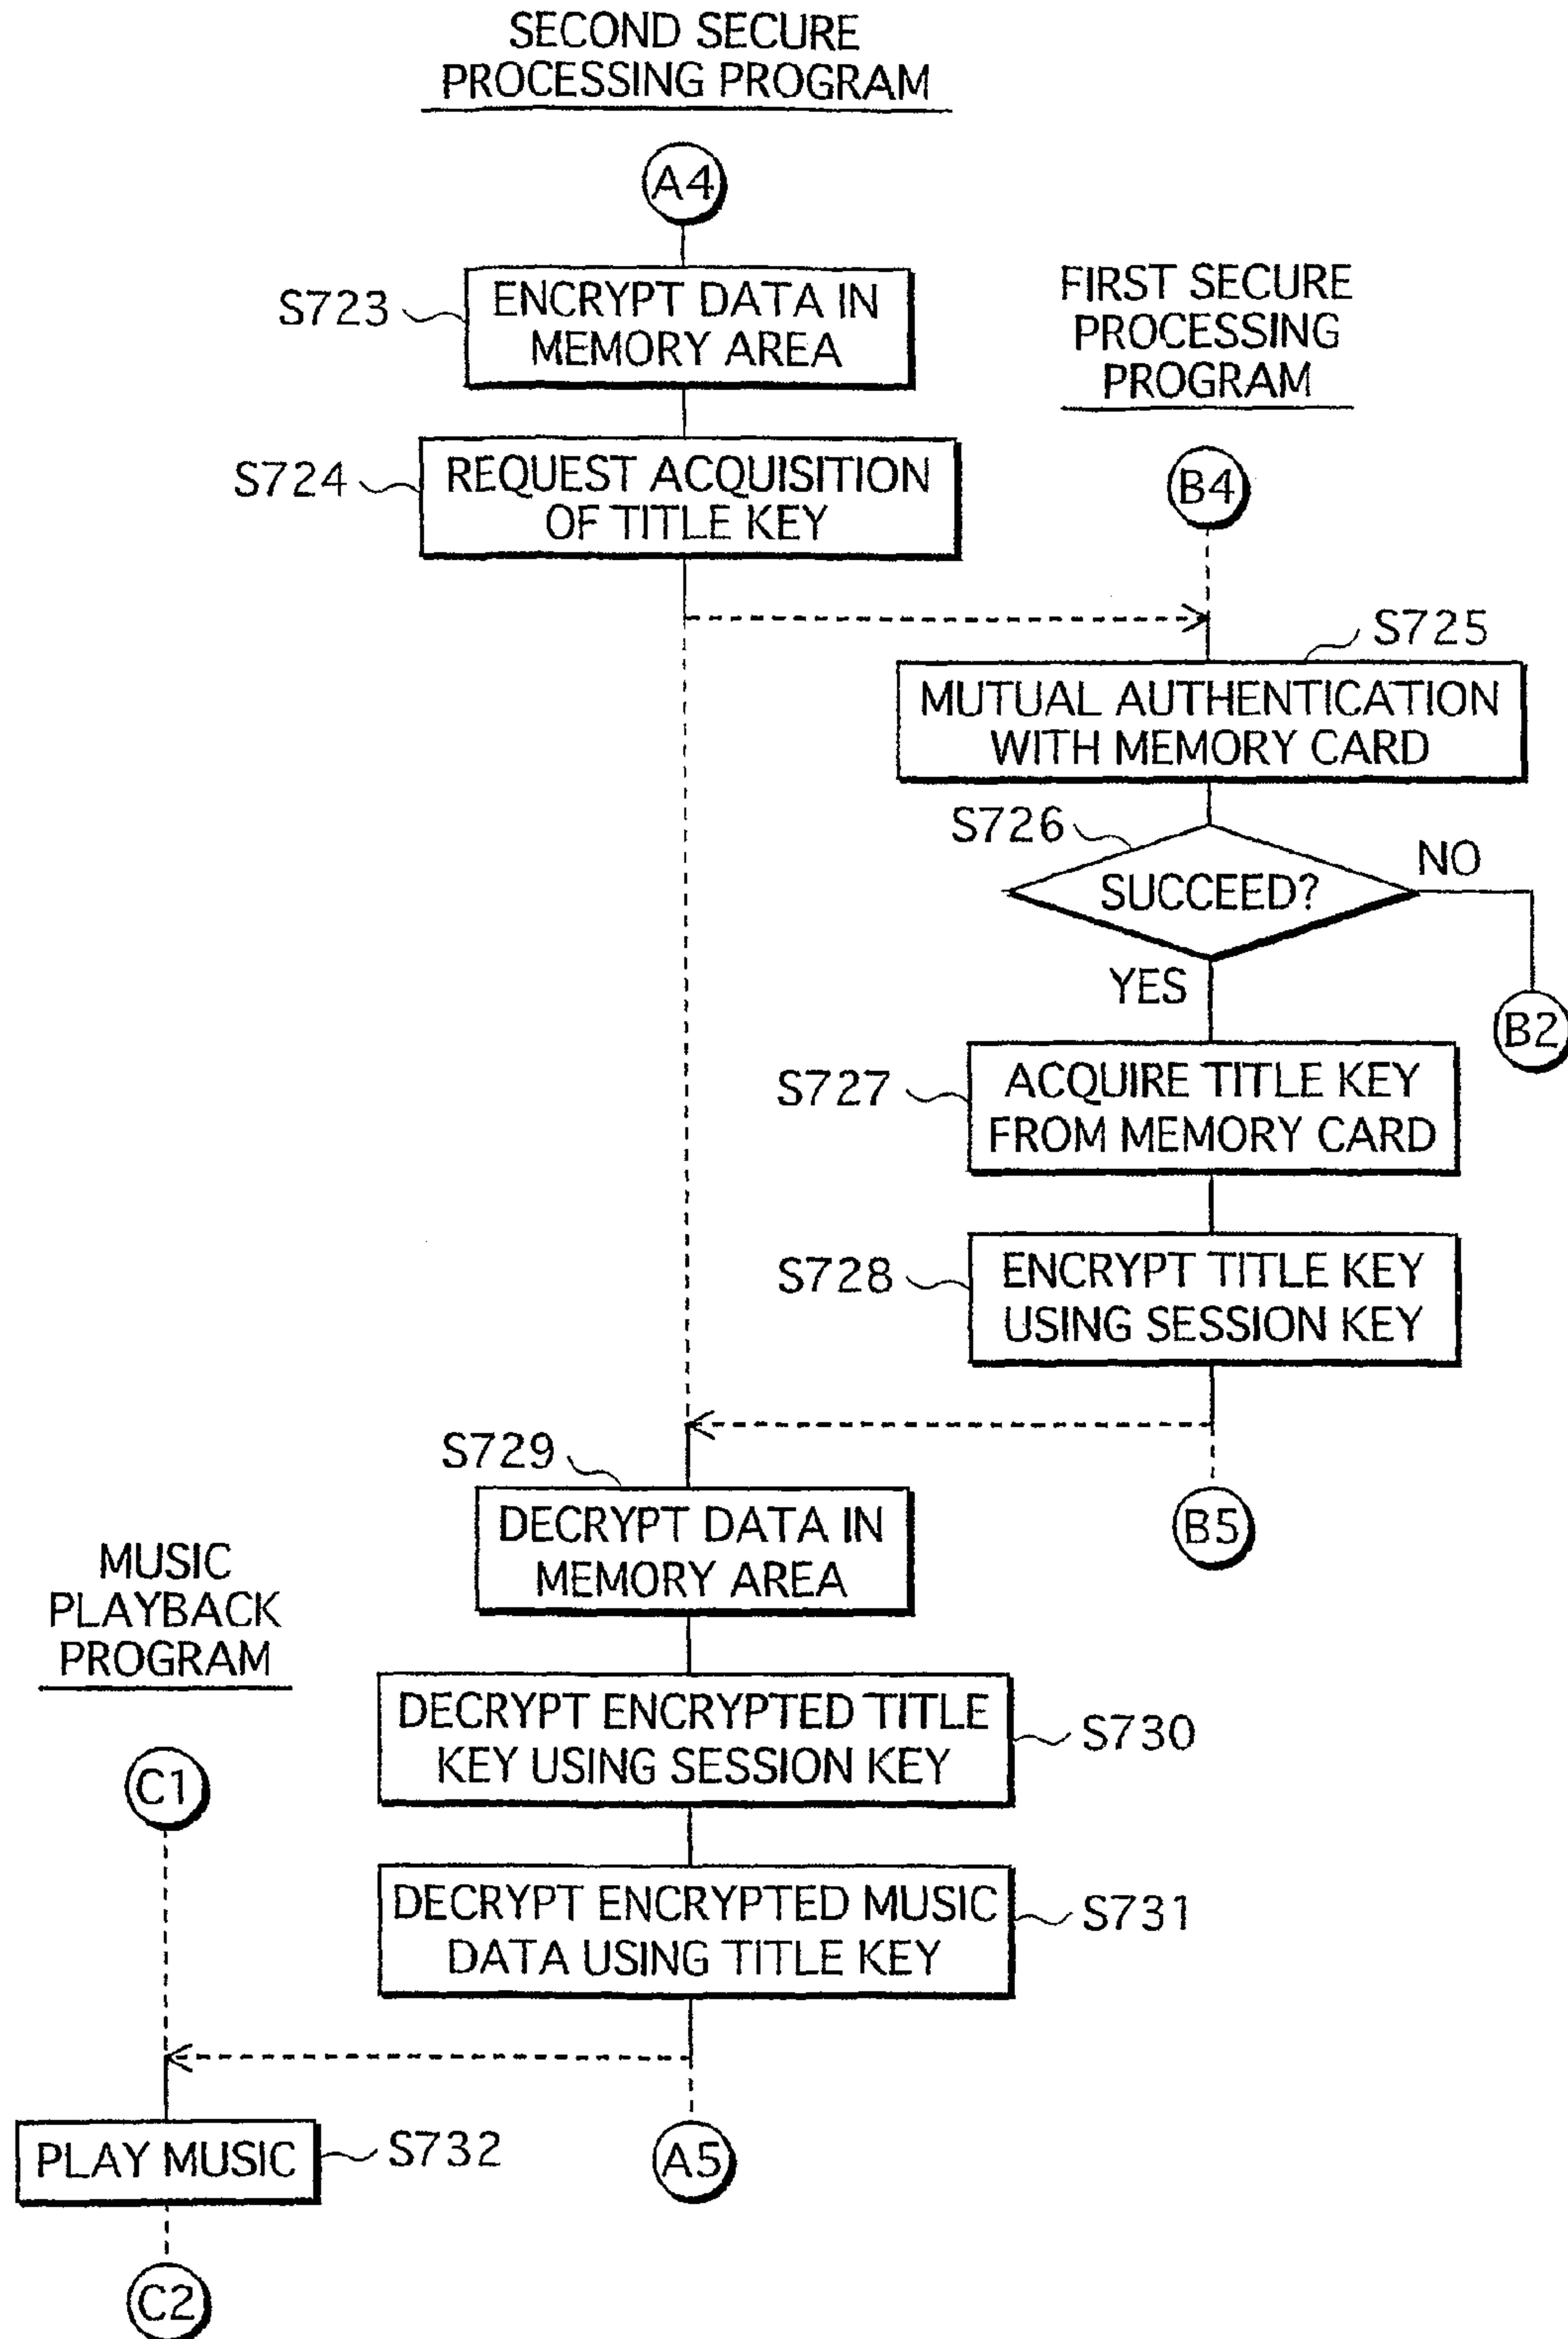 SECOND SECURE
PROCESSING PROGRAM
A4
S723
ENCRYPT DATA IN
MEMORY AREA
FIRST SECURE
PROCESSING
PROGRAM
S724
REQUEST ACQUISITION
OF TITLE KEY
B4
S725
MUTUAL AUTHENTICATION
WITH MEMORY CARD
S726
SUCCEED?
NO
YES
B2
S727
ACQUIRE TITLE KEY
FROM MEMORY CARD
S728
ENCRYPT TITLE KEY
USING SESSION KEY
S729
DECRYPT DATA IN
MEMORY AREA
B5
MUSIC
PLAYBACK
PROGRAM
DECRYPT ENCRYPTED TITLE
KEY USING SESSION KEY
S730
C1
DECRYPT ENCRYPTED MUSIC
DATA USING TITLE KEY
S731
PLAY MUSIC
S732
A5
C2